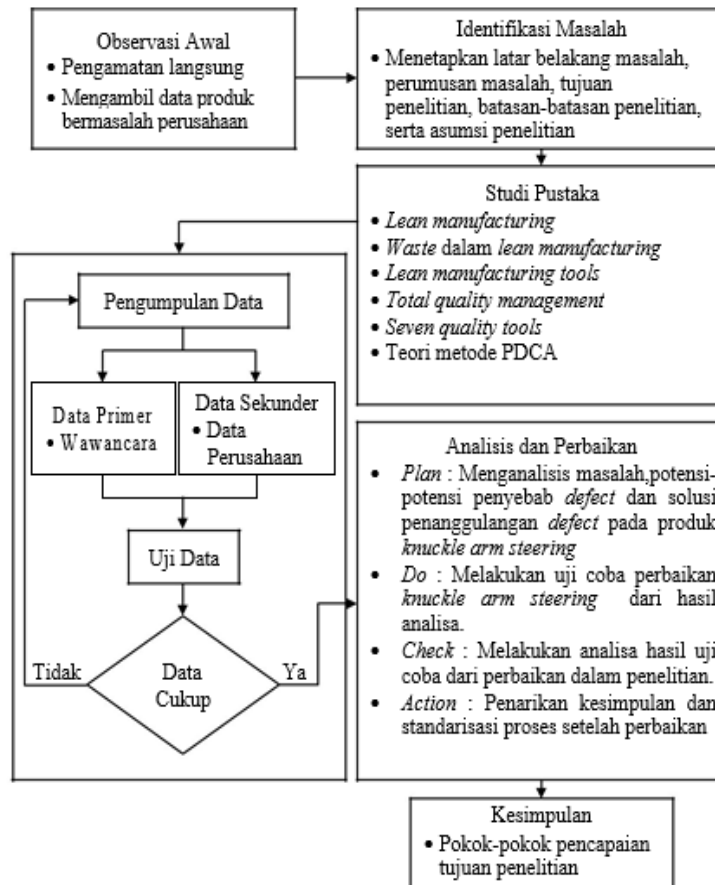 Observasi Awal
• Pengamatan langsung
• Mengambil data produk
bermasalah perusahaan
Identifikasi Masalah
• Menetapkan latar belakang masalah,
perumusan masalah, tujuan
penelitian, batasan-batasan penelitian,
serta asumsi penelitian
Studi Pustaka
• Lean manufacturing
• Waste dalam lean manufacturing
• Lean manufacturing tools
• Total quality management
• Seven quality tools
• Teori metode PDCA
Pengumpulan Data
Data Primer
• Wawancara
Data Sekunder
• Data
Perusahaan
Uji Data
Tidak
Data
Cukup
Ya
Analisis dan Perbaikan
• Plan : Menganalisis masalah,potensi-
potensi penyebab defect dan solusi
penanggulangan defect pada produk
knuckle arm steering
• Do : Melakukan uji coba perbaikan
knuckle arm steering dari hasil
analisa.
• Check : Melakukan analisa hasil uji
coba dari perbaikan dalam penelitian.
• Action : Penarikan kesimpulan dan
standarisasi proses setelah perbaikan
Kesimpulan
• Pokok-pokok pencapaian
tujuan penelitian